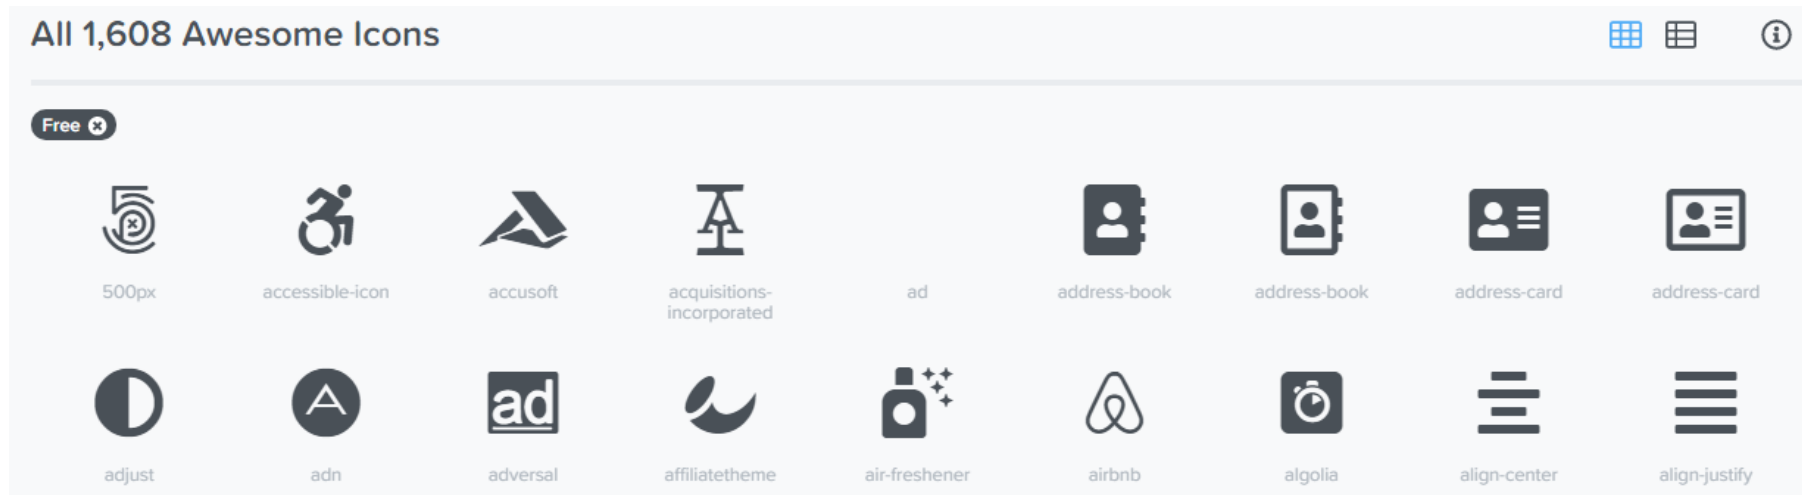 All 1,608 Awesome Icons
Free
500px accessible-icon accusoft acquisitions- ad address-book address-book address-card address-card
incorporated
ad
adjust adn adversal affiliatetheme air-freshener airbnb algolia align-center align-justify